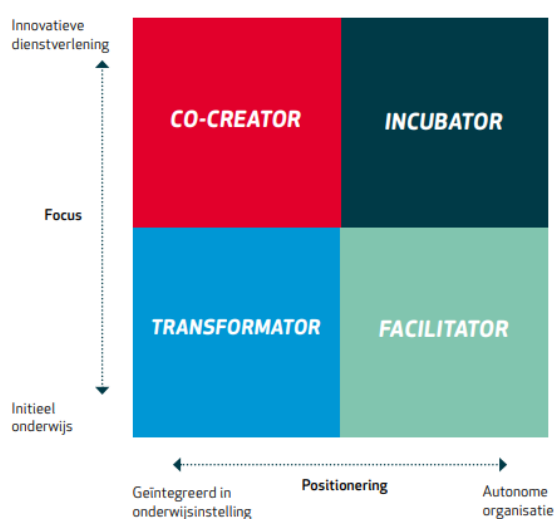 Innovatieve
dienstverlening
CO-CREATOR
INCUBATOR
Focus
TRANSFORMATOR
FACILITATOR
Initieel
onderwijs
Positionering
Geïntegreerd in
onderwijsinstelling
Autonome
organisatie